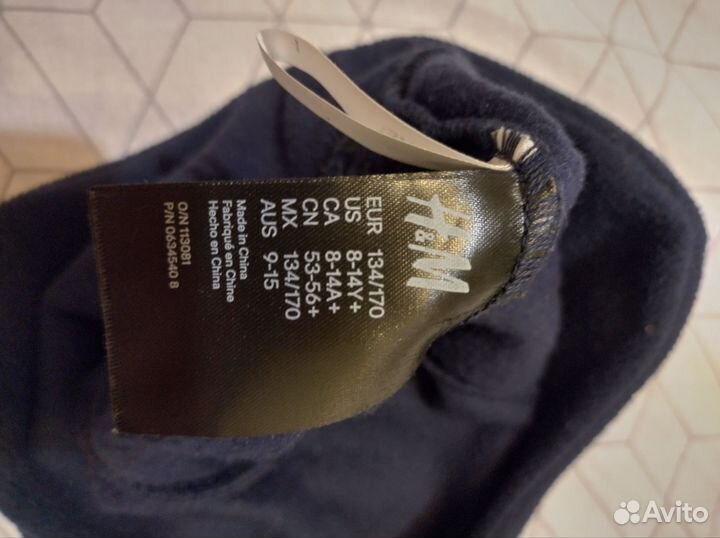 H&M
EUR 134/170
US 8-14Y+
CA 8-14A+
CN 53-56+
MX 134/170
AUS 9-15
Made in China
Fabriqué en Chine
Hecho en China
O/N 113081
P/N 0634540 8
Avito